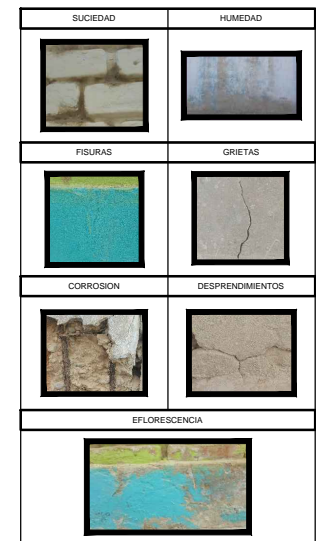 SUCIEDAD
HUMEDAD
FISURAS
GRIETAS
CORROSION
DESPRENDIMIENTOS
EFLORESCENCIA